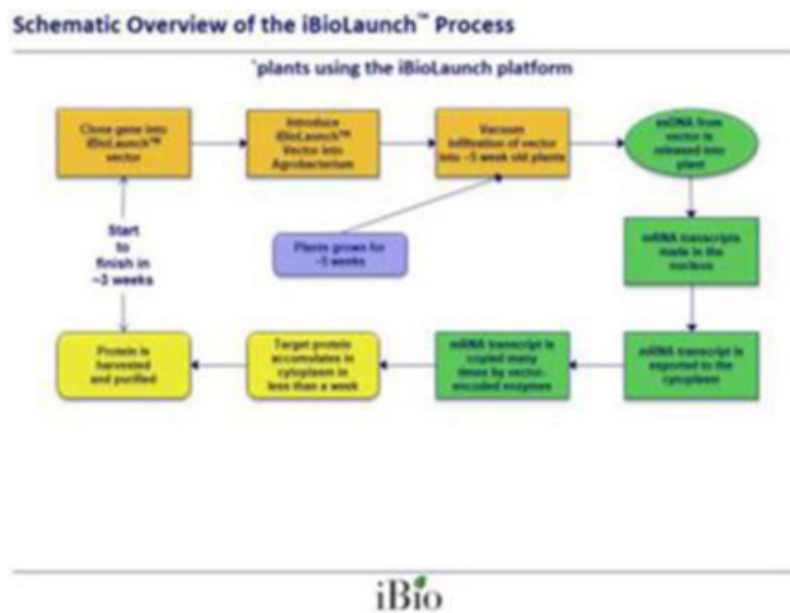 Schematic Overview of the iBioLaunch™ Process
`plants using the iBioLaunch platform
Clone gene into
iBioLaunch™
vector
Introduce
iBioLaunch™
Vector into
Agrobacterium
Vacuum
infiltration of vector
into ~5 week old plants
ssDNA from
vector is
released into
plant
Start
to
finish in
~3 weeks
Plants grown for
~5 weeks
mRNA transcripts
made in the
nucleus
Protein is
harvested
and purified
Target protein
accumulates in
cytoplasm in
less than a week
mRNA transcript is
copied many
times by vector-
encoded enzymes
mRNA transcript is
exported to the
cytoplasm
iBio